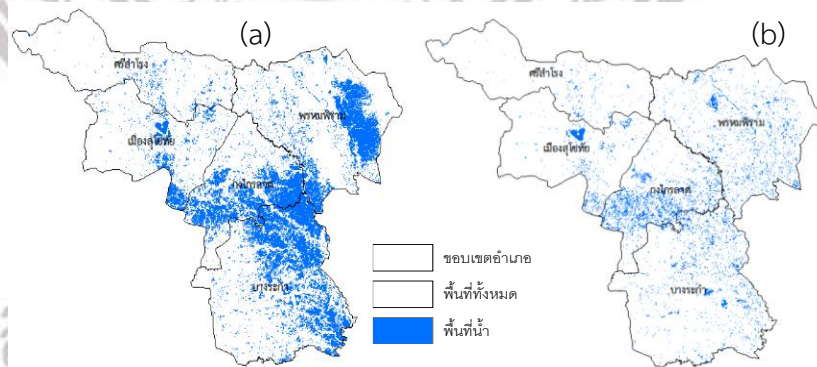 (a)
ศรีสำโรง
พรหมพิราม
เมืองสุโขทัย
กงไกรลาศ
บางระกำ
ขอบเขตอำเภอ
พื้นที่ทั้งหมด
พื้นที่น้ำ
(b)
ศรีสำโรง
พรหมพิราม
เมืองสุโขทัย
กงไกรลาศ
บางระกำ